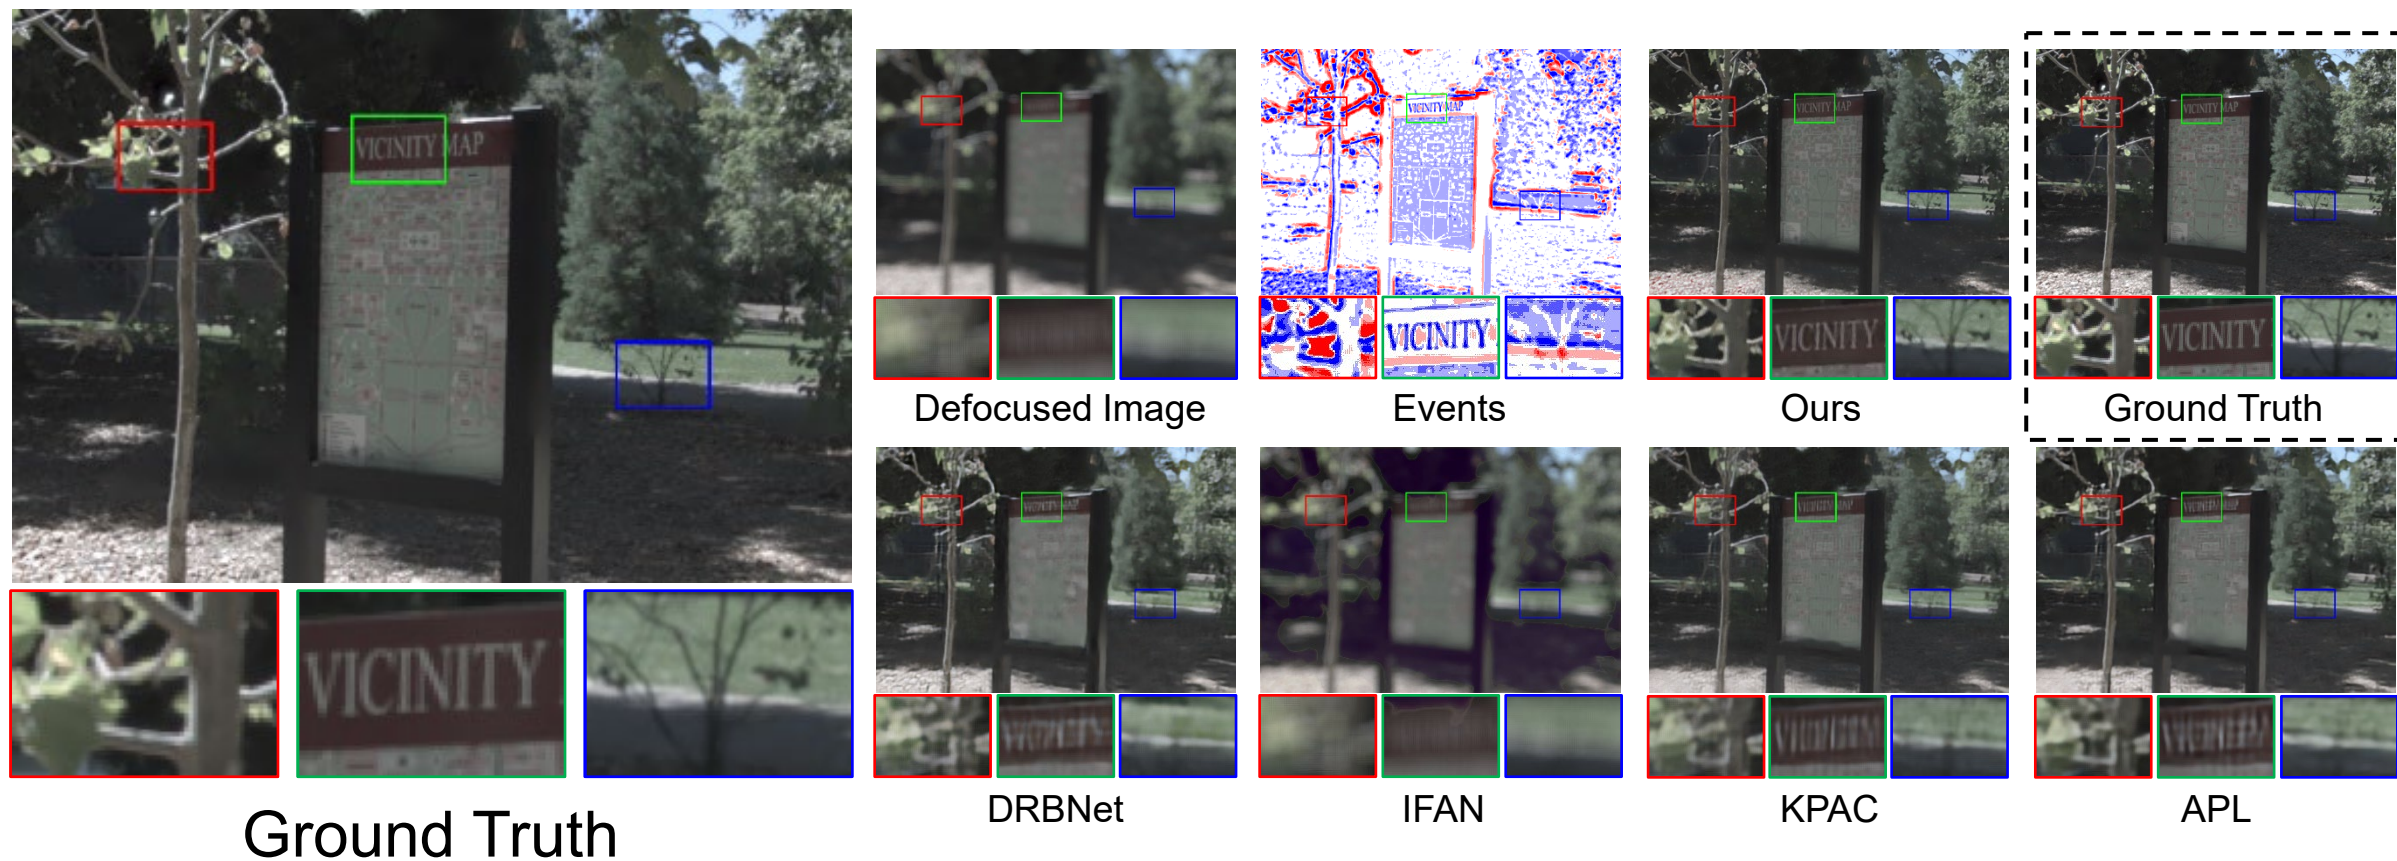 VICINITY MAP
VICINITY
Ground Truth
VICINITY MAP
VICINITY
VICINITY MAP
VICINITY
VICINITY MAP
VICINITY
Defocused Image
Events
Ours
Ground Truth
DRBNet
IFAN
KPAC
APL